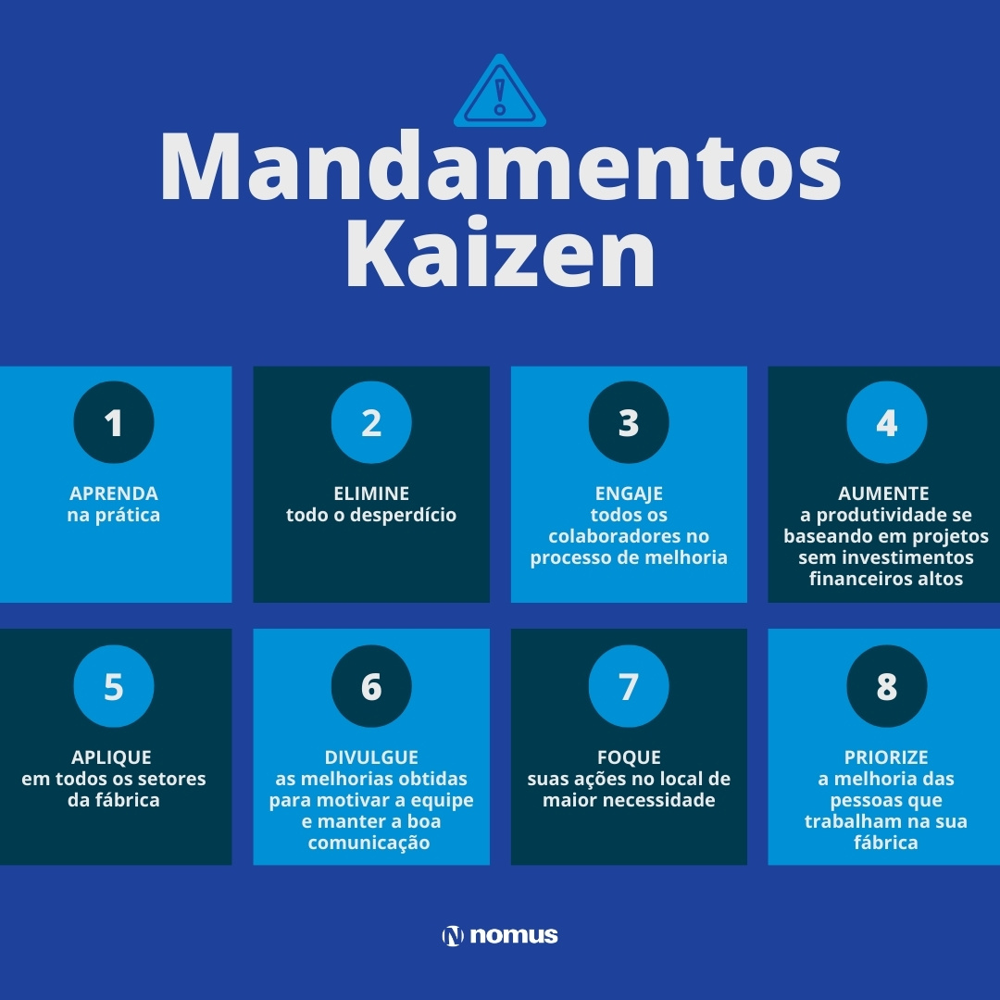 Mandamentos
Kaizen
1
APRENDA
na prática
2
ELIMINE
todo o desperdício
3
ENGAJE
todos os
colaboradores no
processo de melhoria
4
AUMENTE
a produtividade se
baseando em projetos
sem investimentos
financeiros altos
5
APLIQUE
em todos os setores
da fábrica
6
DIVULGUE
as melhorias obtidas
para motivar a equipe
e manter a boa
comunicação
7
FOQUE
suas ações no local de
maior necessidade
8
PRIORIZE
a melhoria das
pessoas que
trabalham na sua
fábrica
N nomus